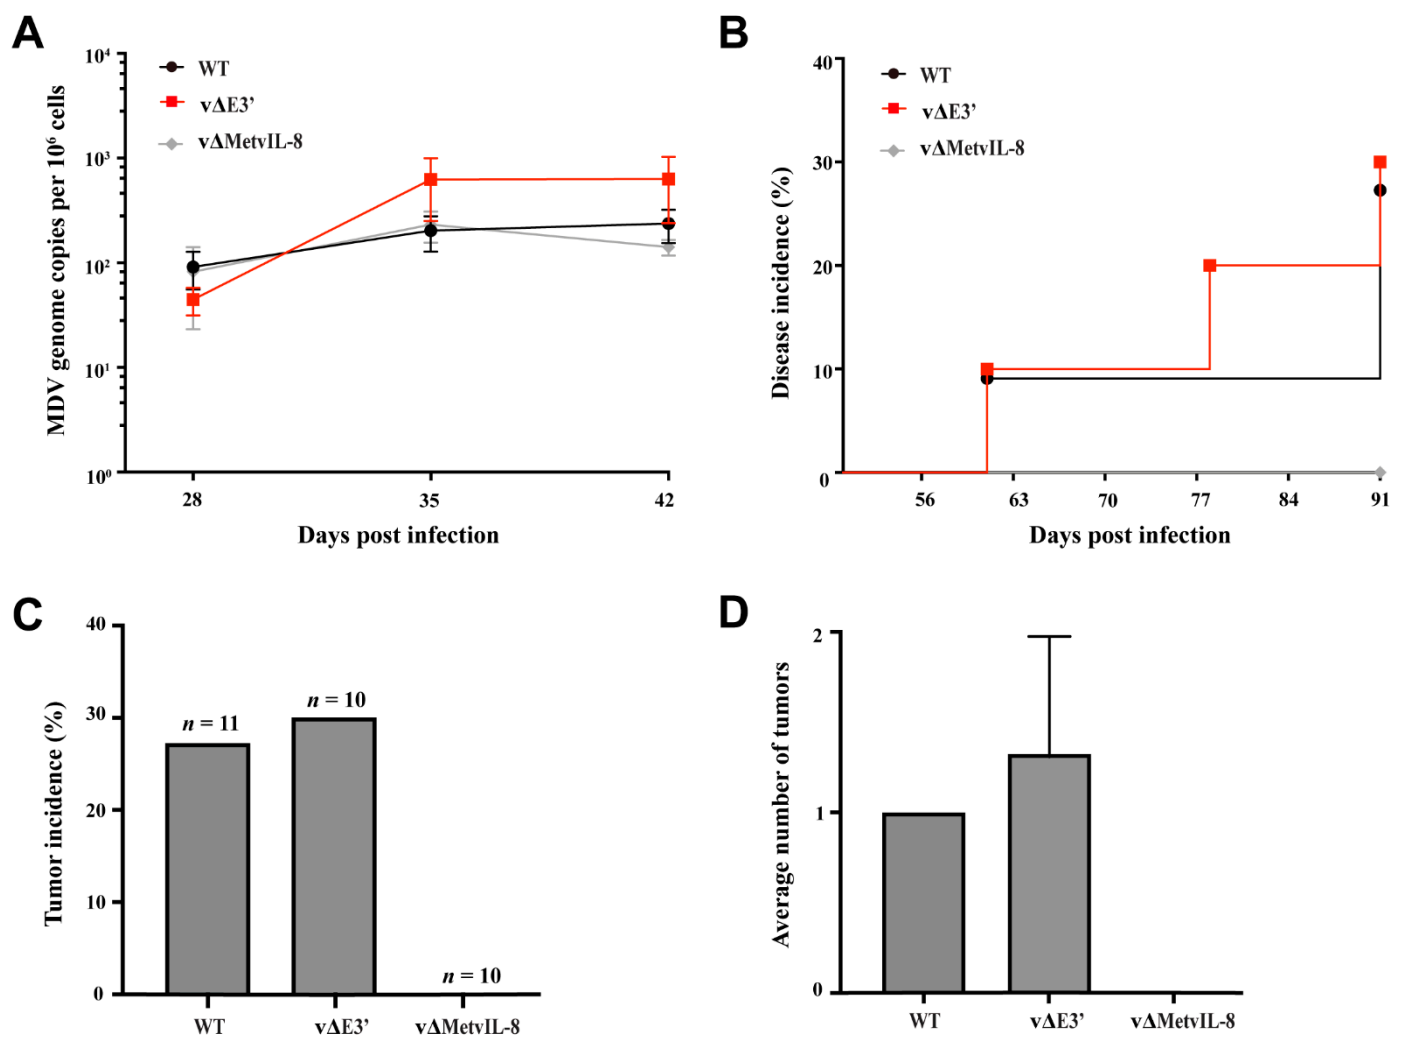 A
MDV genome copies per 10⁶ cells
10⁴
10³
10²
10¹
10⁰
WT
vΔE3’
vΔMetvIL-8
28
35
42
Days post infection
B
Disease incidence (%)
40
30
20
10
0
WT
vΔE3’
vΔMetvIL-8
56
63
70
77
84
91
Days post infection
C
Tumor incidence (%)
40
30
20
10
0
n = 11
n = 10
n = 10
WT
vΔE3’
vΔMetvIL-8
D
Average number of tumors
2
1
0
WT
vΔE3’
vΔMetvIL-8